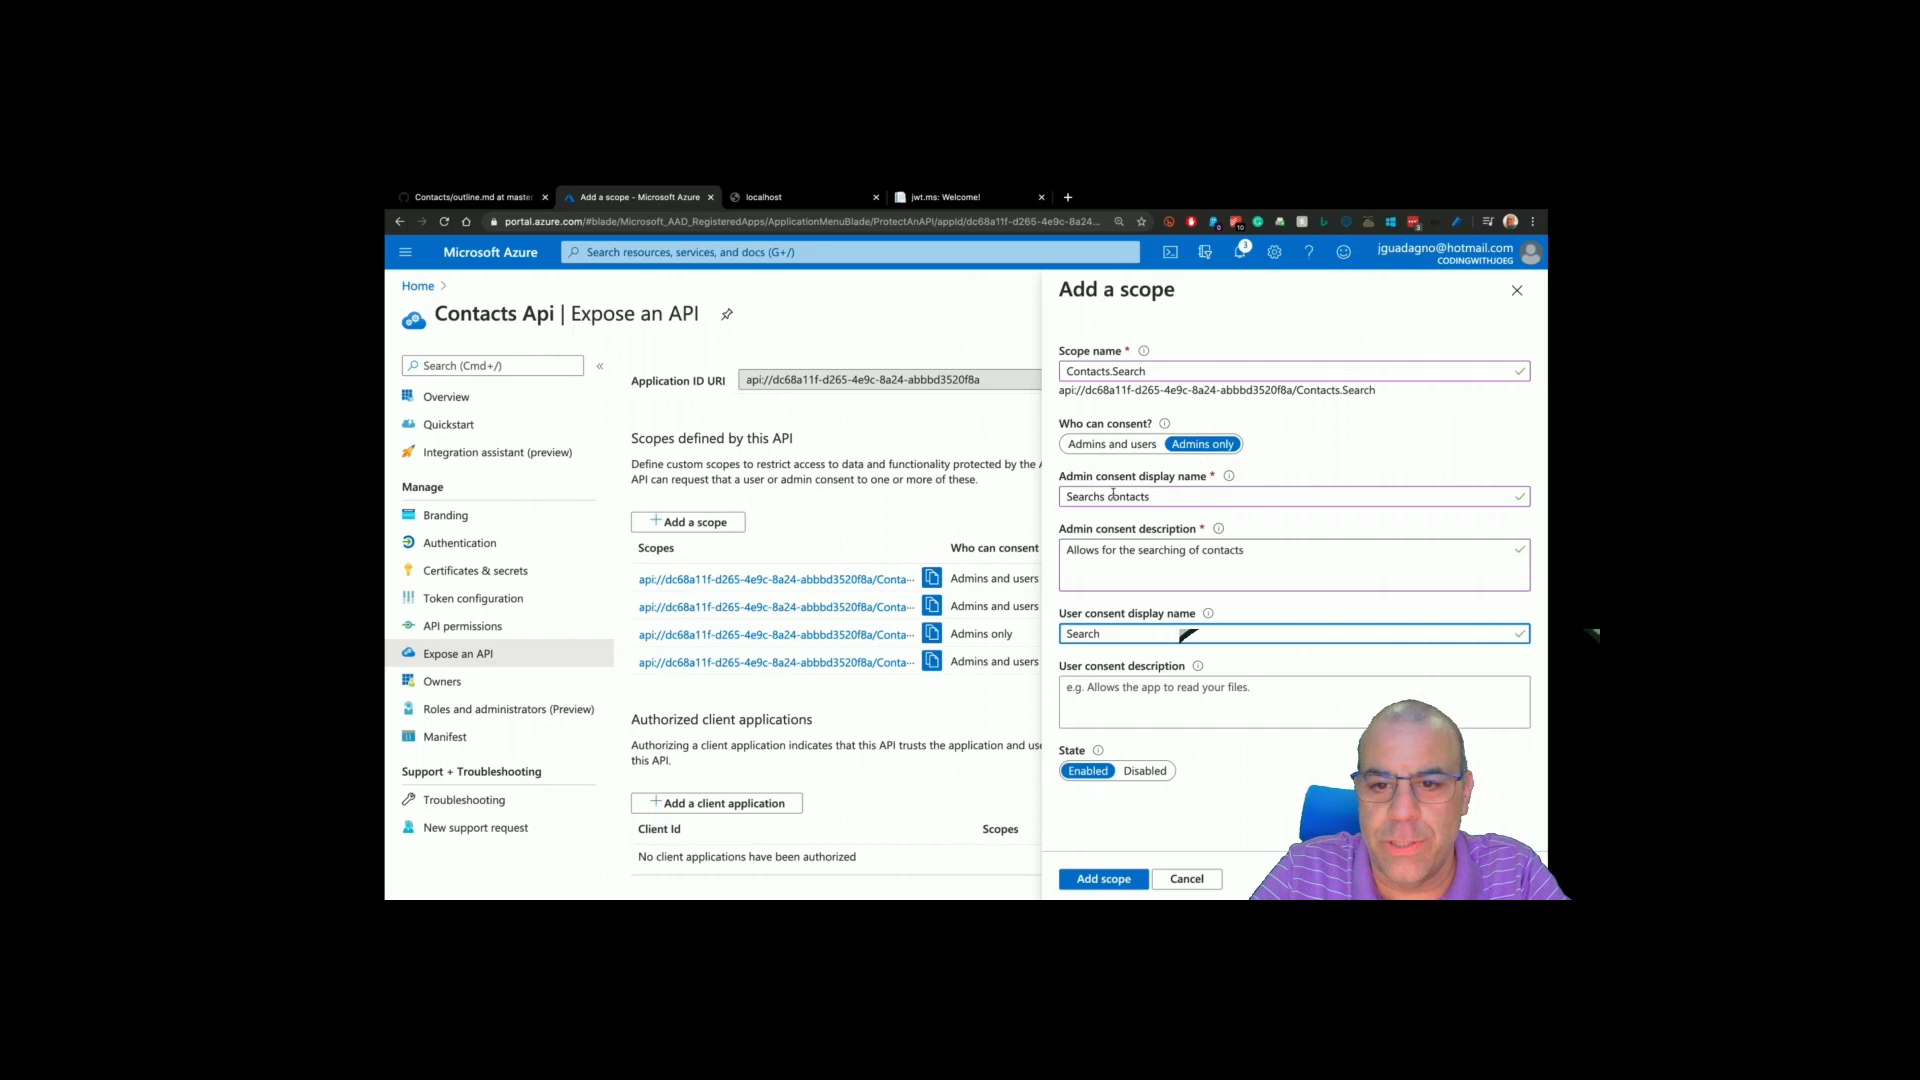 Contacts/outline.md at maste
Add a scope - Microsoft Azure
localhost
jwt.ms: Welcome!
portal.azure.com/#blade/Microsoft_AAD_RegisteredApps/ApplicationMenuBlade/ProtectAnAPI/appId/dc68a11f-d265-4e9c-8a24...
Microsoft Azure
Search resources, services, and docs (G+/)
3
jguadagno@hotmail.com
CODINGWITHJOEG
Home
Contacts Api | Expose an API
Search (Cmd+/)
«
Overview
Quickstart
Integration assistant (preview)
Manage
Branding
Authentication
Certificates & secrets
Token configuration
API permissions
Expose an API
Owners
Roles and administrators (Preview)
Manifest
Support + Troubleshooting
Troubleshooting
New support request
Application ID URI
api://dc68a11f-d265-4e9c-8a24-abbbd3520f8a
Scopes defined by this API
Define custom scopes to restrict access to data and functionality protected by the A
API can request that a user or admin consent to one or more of these.
+ Add a scope
Scopes
Who can consent
api://dc68a11f-d265-4e9c-8a24-abbbd3520f8a/Conta...
Admins and users
api://dc68a11f-d265-4e9c-8a24-abbbd3520f8a/Conta...
Admins and users
api://dc68a11f-d265-4e9c-8a24-abbbd3520f8a/Conta...
Admins only
api://dc68a11f-d265-4e9c-8a24-abbbd3520f8a/Conta...
Admins and users
Authorized client applications
Authorizing a client application indicates that this API trusts the application and use
this API.
+ Add a client application
Client Id
Scopes
No client applications have been authorized
Add a scope
Scope name *
Contacts.Search
api://dc68a11f-d265-4e9c-8a24-abbbd3520f8a/Contacts.Search
Who can consent?
Admins and users
Admins only
Admin consent display name *
Searchs contacts
Admin consent description *
Allows for the searching of contacts
User consent display name
Search
User consent description
e.g. Allows the app to read your files.
State
Enabled
Disabled
Add scope
Cancel